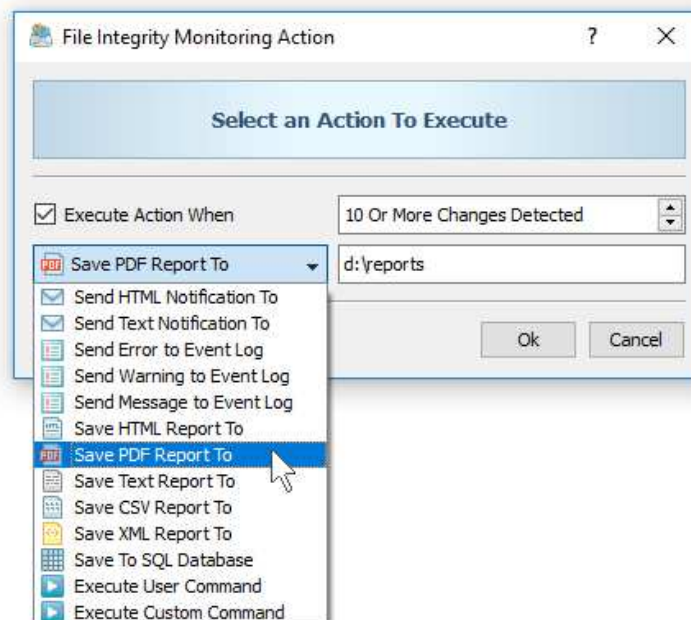 File Integrity Monitoring Action ? X
Select an Action To Execute
Execute Action When 10 Or More Changes Detected
Save PDF Report To d:\reports
Send HTML Notification To
Send Text Notification To
Send Error to Event Log
Send Warning to Event Log
Send Message to Event Log
Save HTML Report To
Save PDF Report To
Save Text Report To
Save CSV Report To
Save XML Report To
Save To SQL Database
Execute User Command
Execute Custom Command
Ok Cancel